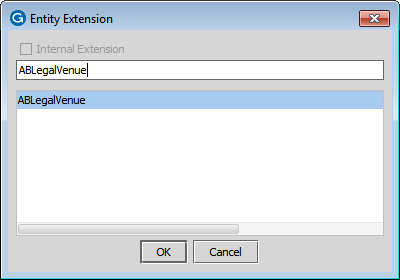 Entity Extension
Internal Extension
ABLegalVenue
ABLegalVenue
OK Cancel